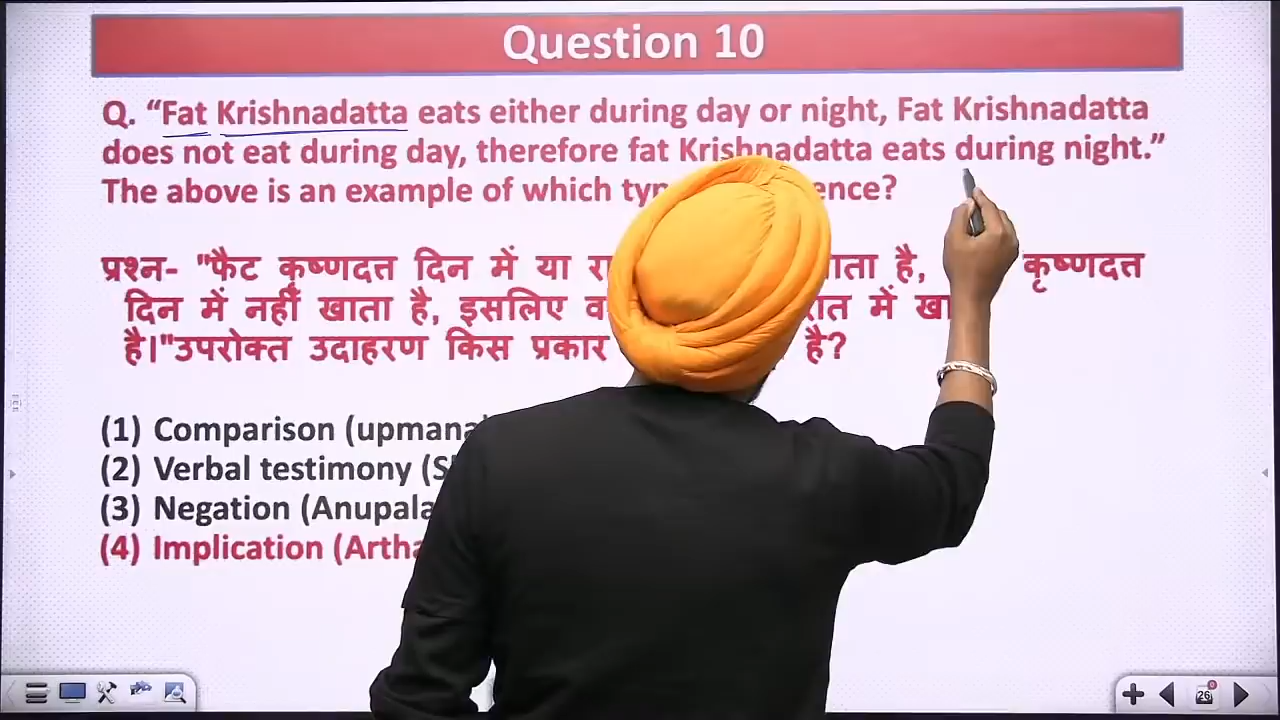 Question 10
Q. “Fat Krishnadatta eats either during day or night, Fat Krishnadatta
does not eat during day, therefore fat Krishnadatta eats during night.”
The above is an example of which
प्रश्न- "फैट कृष्णदत्त दिन में या है, कृष्णदत्त
दिन में नहीं खाता है, इसलिए में
है।"उपरोक्त उदाहरण किस प्रकार है?
(1) Comparison
(2) Verbal testimony
(3) Negation
(4) Implication
26